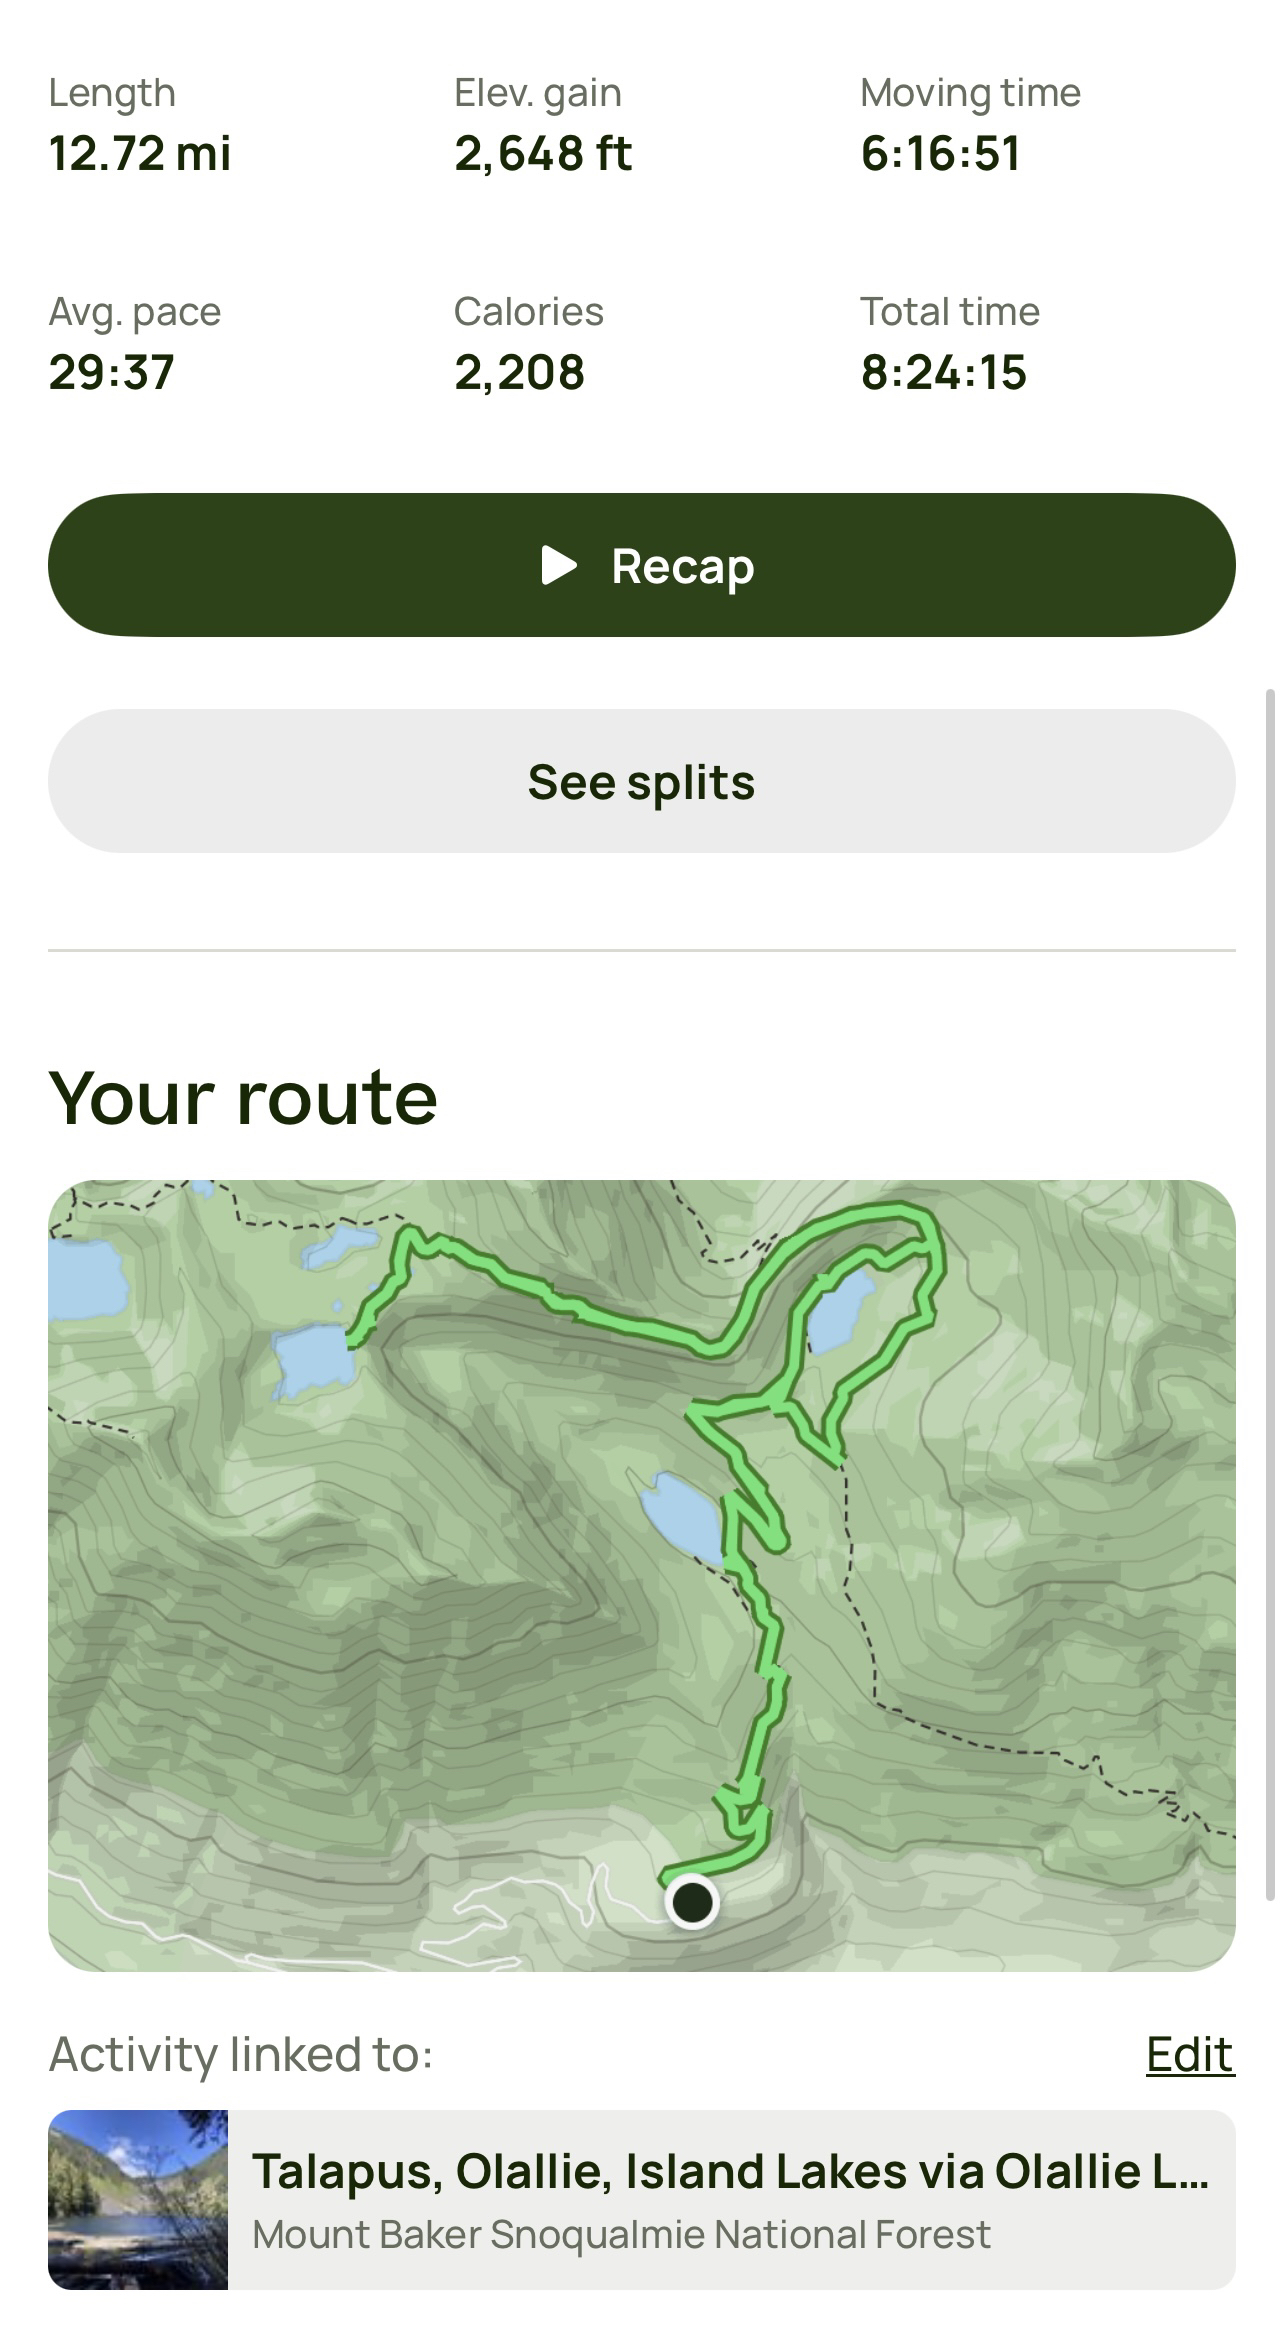 Length
Elev. gain
Moving time
12.72 mi
2,648 ft
6:16:51
Avg. pace
Calories
Total time
29:37
2,208
8:24:15
Recap
See splits
Your route
Activity linked to:
Edit
Talapus, Olallie, Island Lakes via Olallie L...
Mount Baker Snoqualmie National Forest